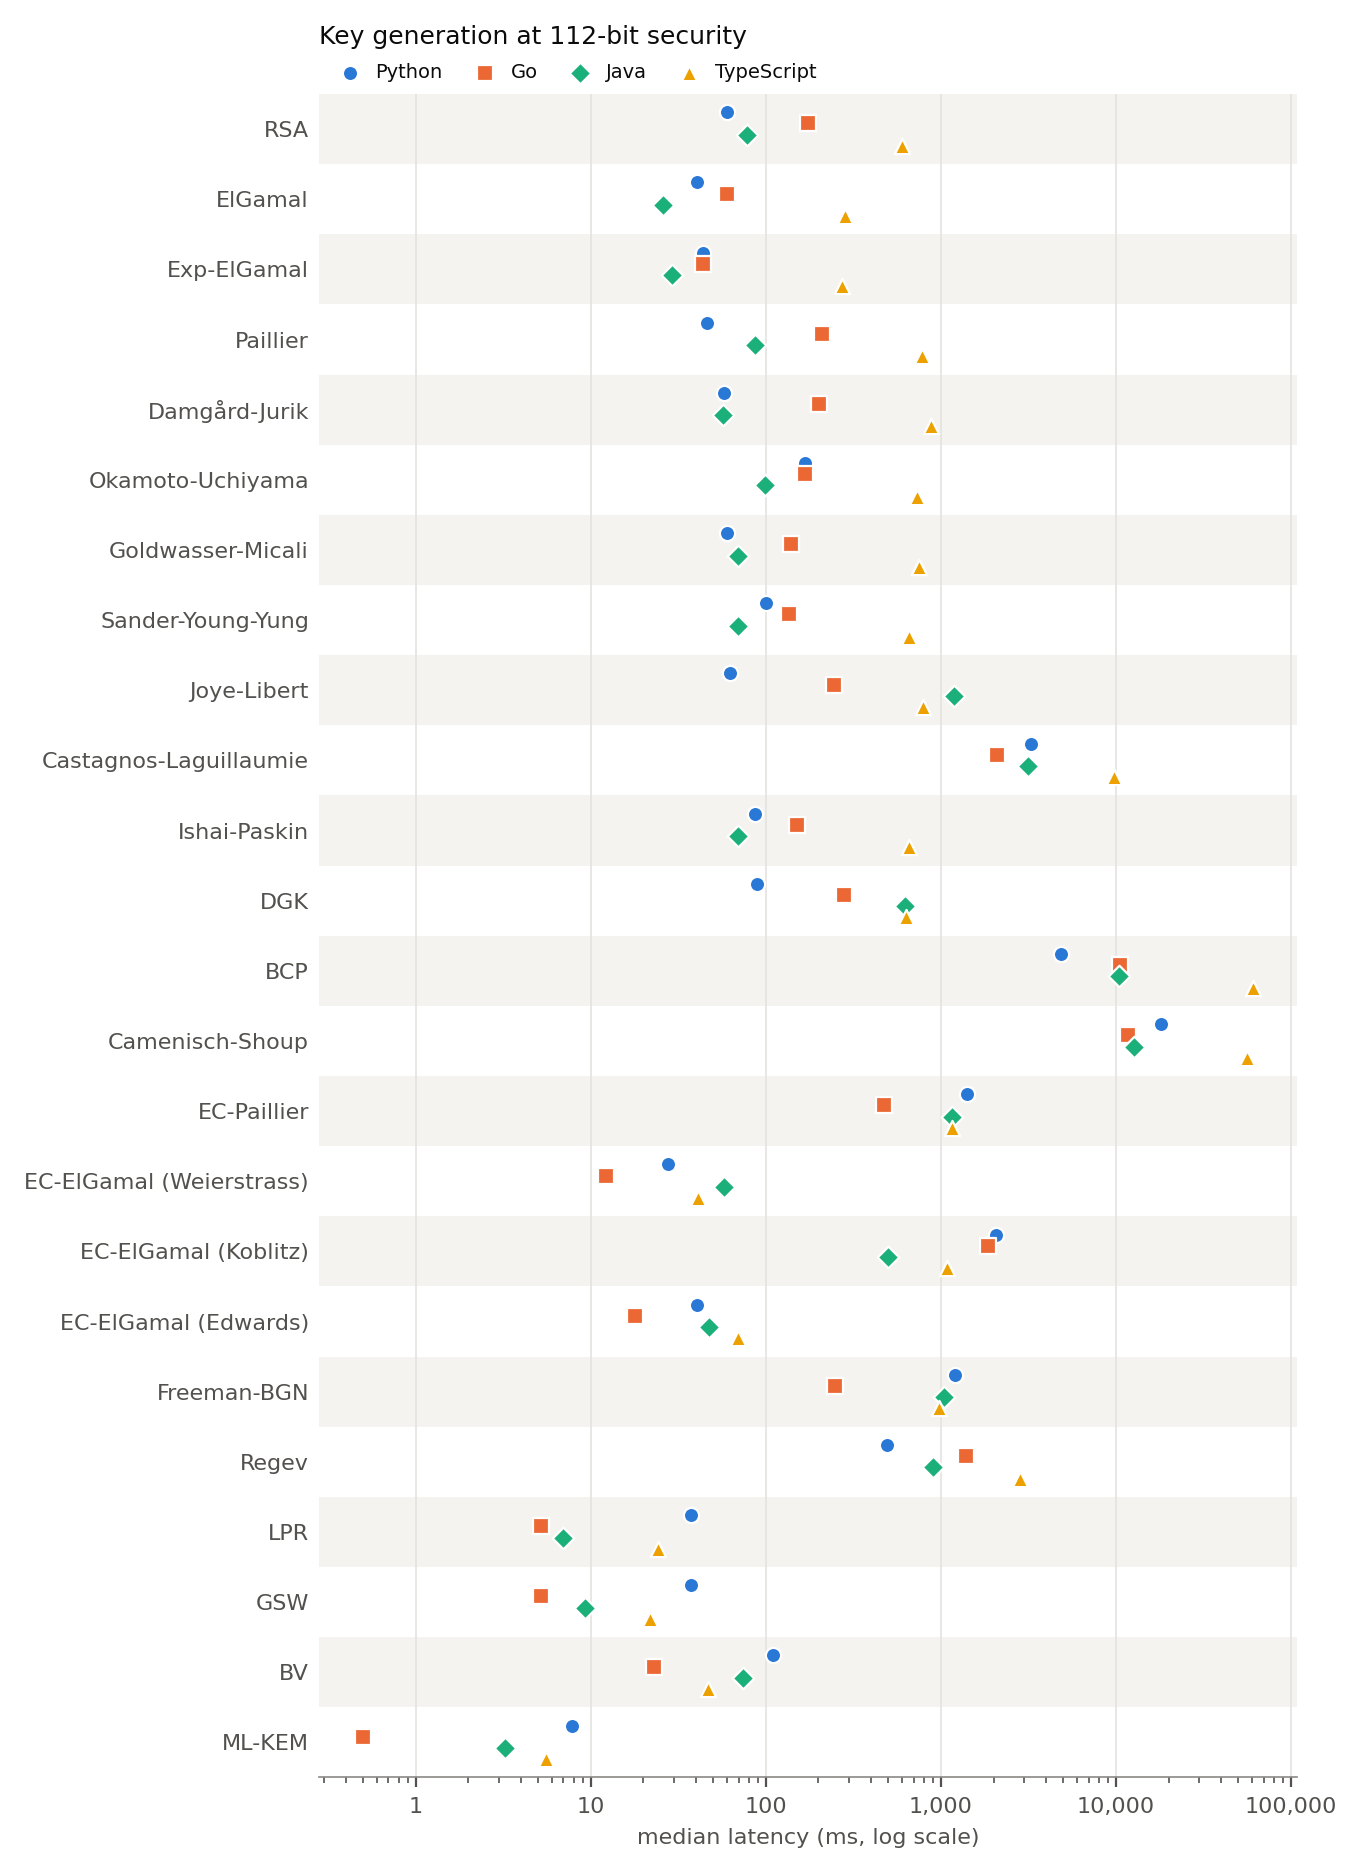 Key generation at 112-bit security
Python Go Java TypeScript
RSA
ElGamal
Exp-ElGamal
Paillier
Damgård-Jurik
Okamoto-Uchiyama
Goldwasser-Micali
Sander-Young-Yung
Joye-Libert
Castagnos-Laguillaumie
Ishai-Paskin
DGK
BCP
Camenisch-Shoup
EC-Paillier
EC-ElGamal (Weierstrass)
EC-ElGamal (Koblitz)
EC-ElGamal (Edwards)
Freeman-BGN
Regev
LPR
GSW
BV
ML-KEM
1 10 100 1,000 10,000 100,000
median latency (ms, log scale)